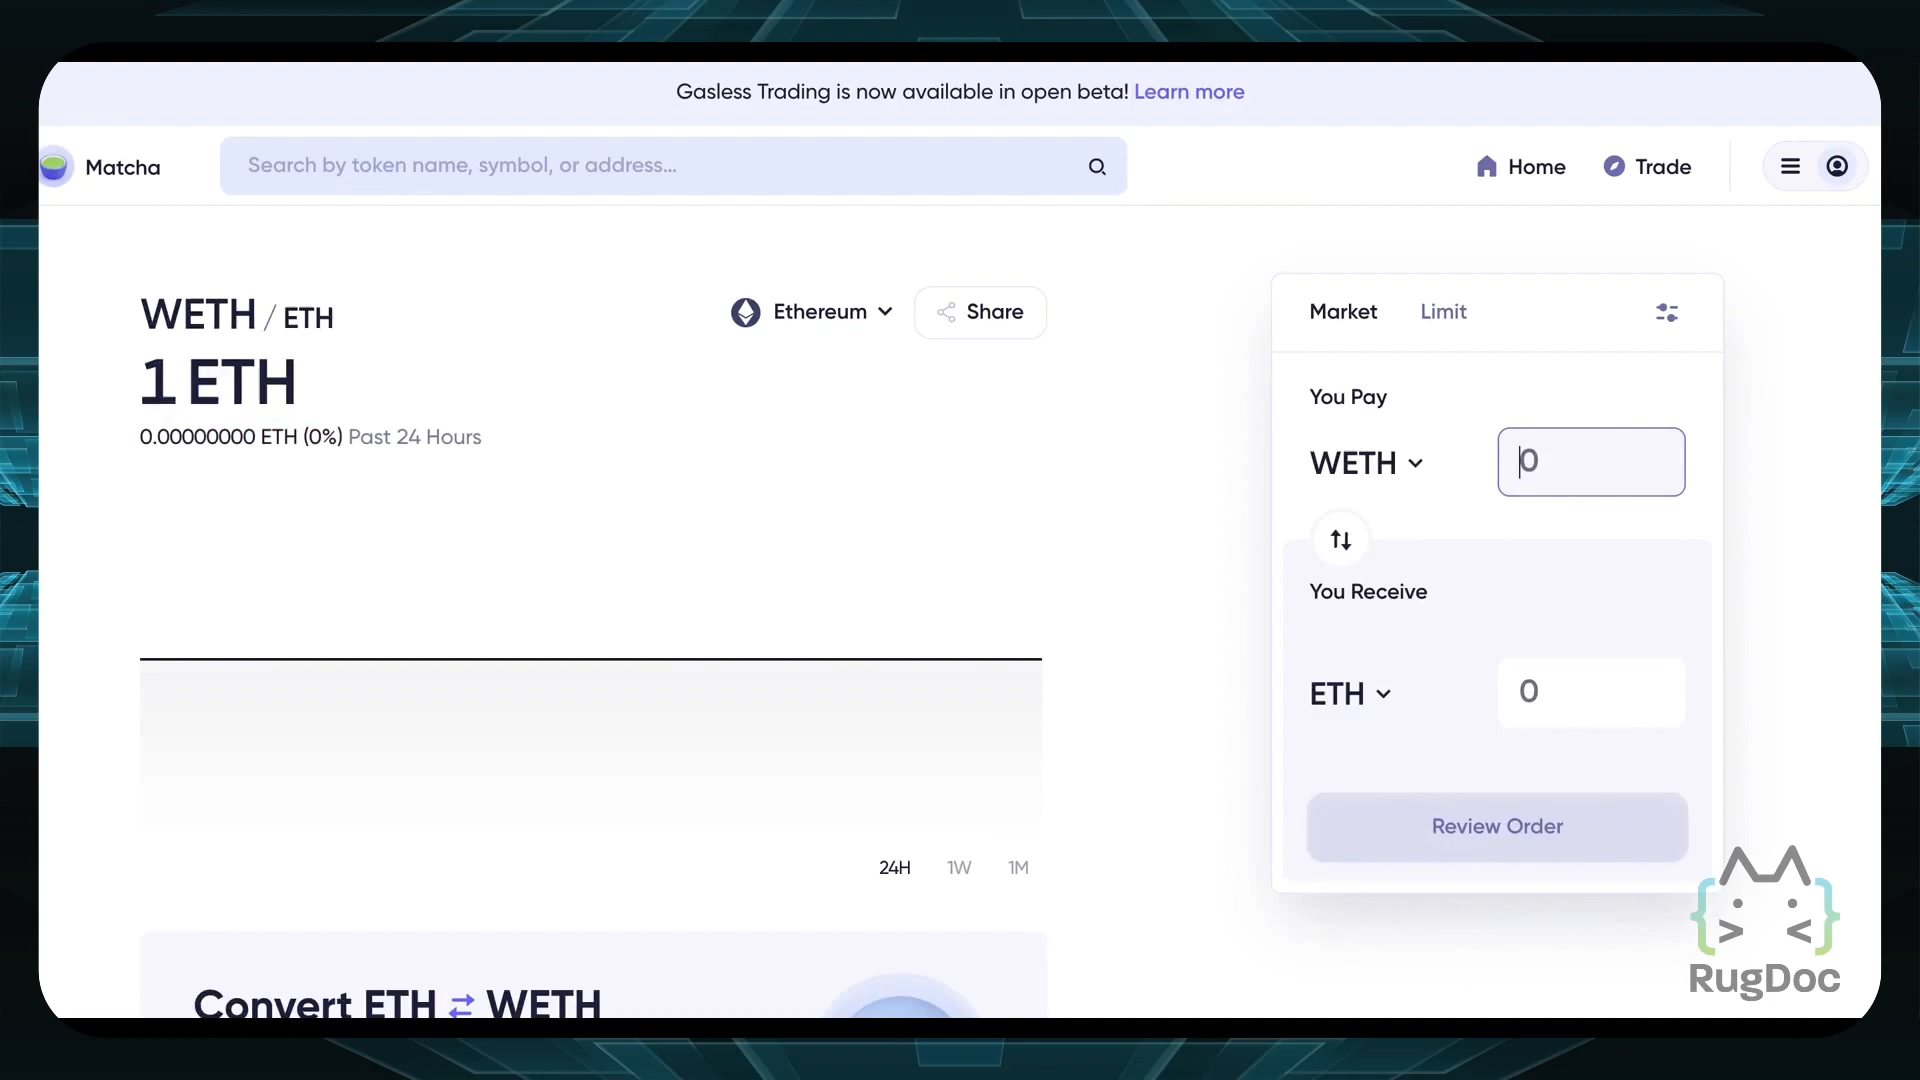 Gasless Trading is now available in open beta! Learn more
Matcha
Search by token name, symbol, or address...
Home
Trade
WETH / ETH
Ethereum
Share
1 ETH
0.00000000 ETH (0%) Past 24 Hours
24H
1W
1M
Convert ETH ⇄ WETH
Market
Limit
You Pay
WETH
0
You Receive
ETH
0
Review Order
{ > < }
RugDoc